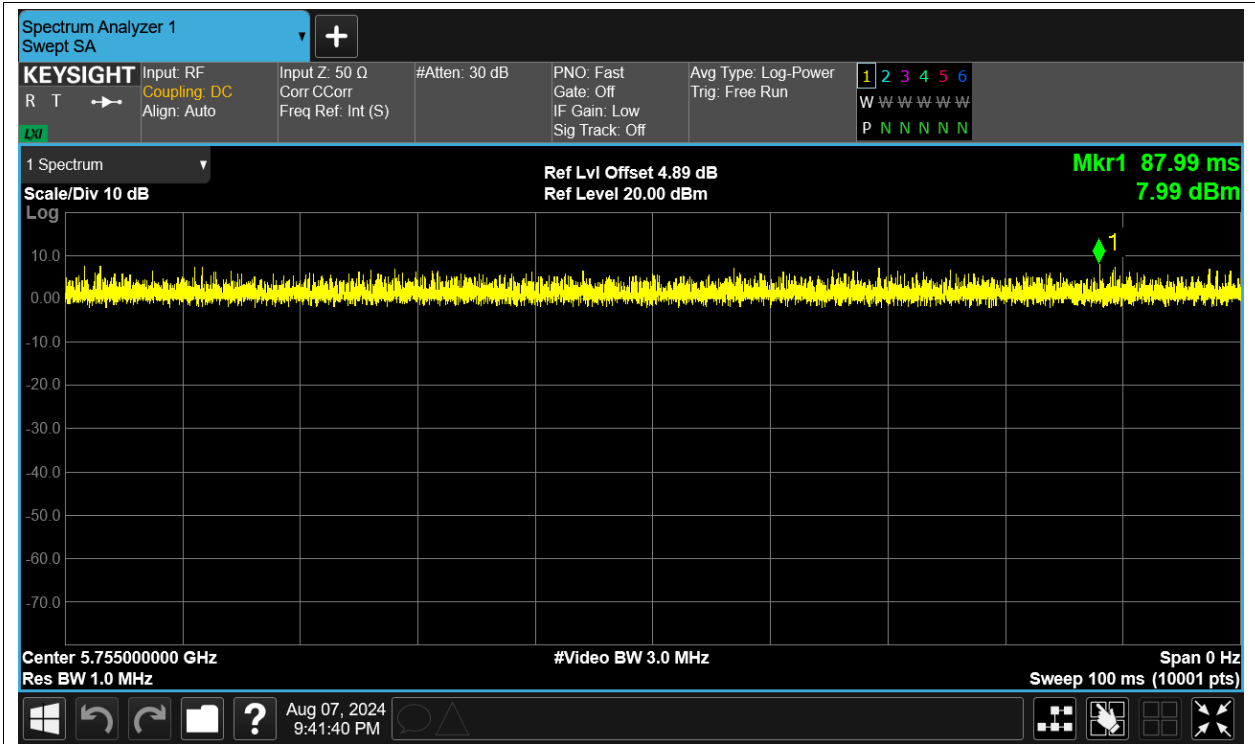 Spectrum Analyzer 1
Swept SA
KEYSIGHT
R T
LXI
Input: RF
Coupling: DC
Align: Auto
Input Z: 50 Ω
Corr CCorr
Freq Ref: Int (S)
#Atten: 30 dB
PNO: Fast
Gate: Off
IF Gain: Low
Sig Track: Off
Avg Type: Log-Power
Trig: Free Run
1 2 3 4 5 6
W W W W W W
P N N N N N
1 Spectrum
Scale/Div 10 dB
Log
Ref Lvl Offset 4.89 dB
Ref Level 20.00 dBm
Mkr1 87.99 ms
7.99 dBm
1
10.0
0.00
-10.0
-20.0
-30.0
-40.0
-50.0
-60.0
-70.0
Center 5.755000000 GHz
Res BW 1.0 MHz
#Video BW 3.0 MHz
Span 0 Hz
Sweep 100 ms (10001 pts)
?
Aug 07, 2024
9:41:40 PM